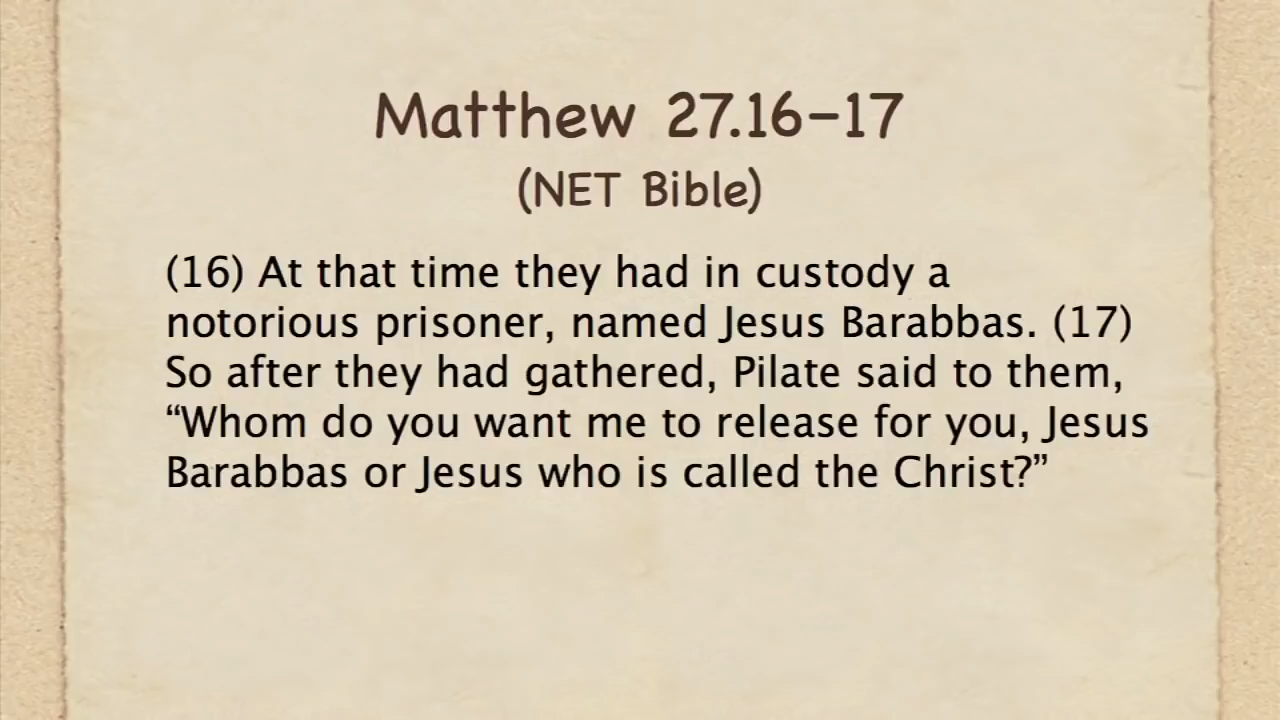 Matthew 27.16–17
(NET Bible)
(16) At that time they had in custody a
notorious prisoner, named Jesus Barabbas. (17)
So after they had gathered, Pilate said to them,
“Whom do you want me to release for you, Jesus
Barabbas or Jesus who is called the Christ?”